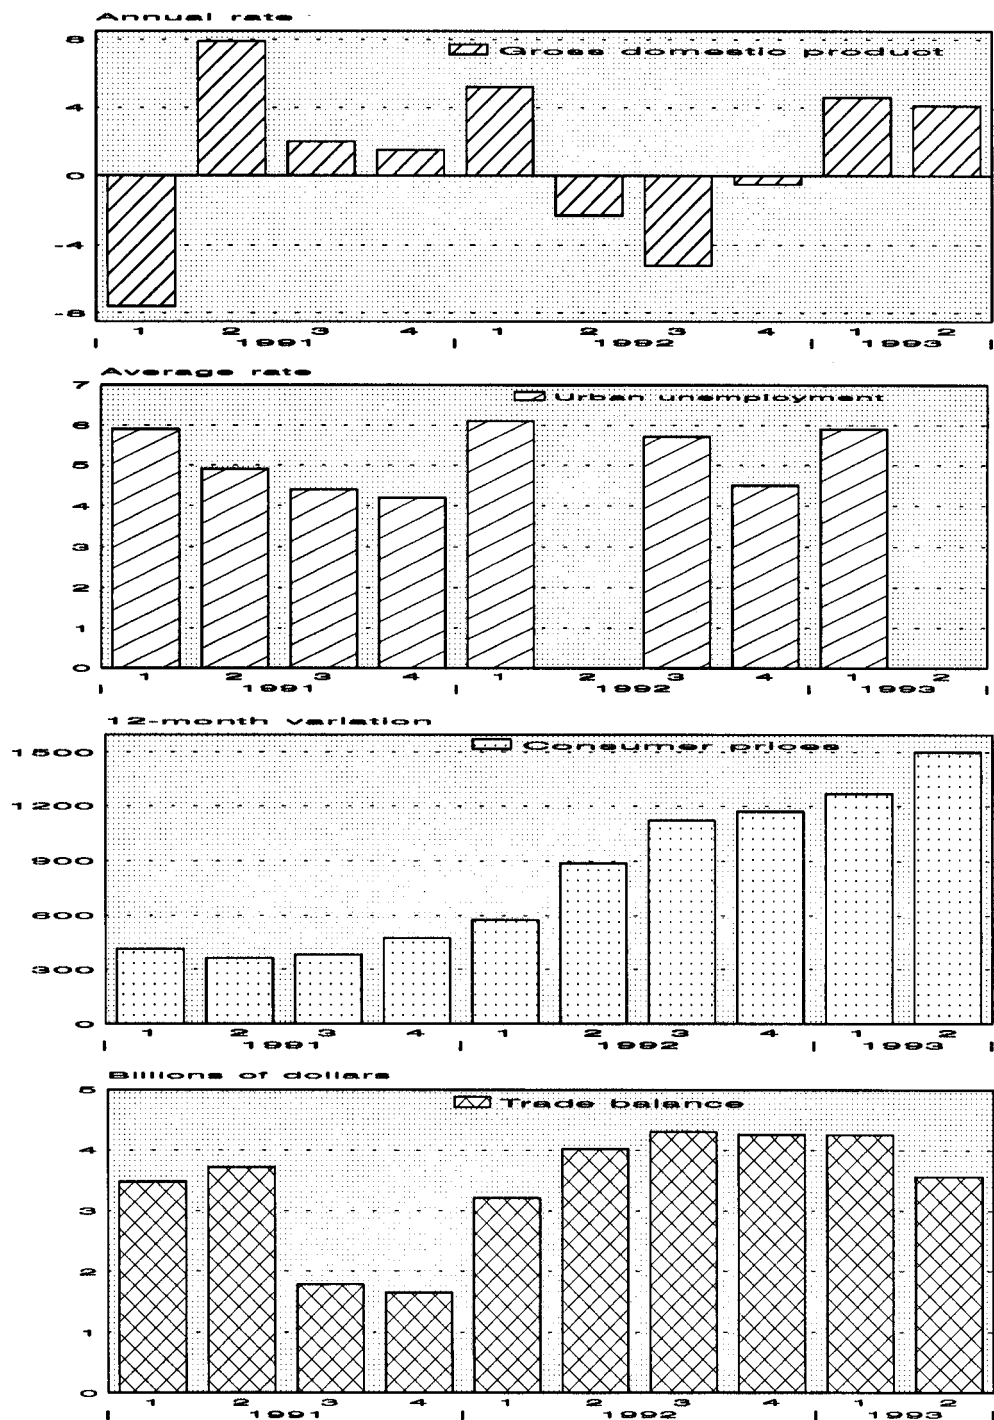 Annual rate
Gross domestic product
8
4
0
-4
-8
1 2 3 4 1 2 3 4 1 2
1991 1992 1993
Average rate
Urban unemployment
7
6
5
4
3
2
1
0
1 2 3 4 1 2 3 4 1 2
1991 1992 1993
12-month variation
Consumer prices
1500
1200
900
600
300
0
1 2 3 4 1 2 3 4 1 2
1991 1992 1993
Billions of dollars
Trade balance
5
4
3
2
1
0
1 2 3 4 1 2 3 4 1 2
1991 1992 1993